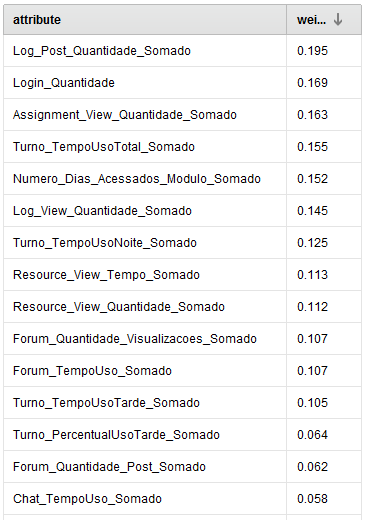 attribute wei...
Log_Post_Quantidade_Somado 0.195
Login_Quantidade 0.169
Assignment_View_Quantidade_Somado 0.163
Turno_TempoUsoTotal_Somado 0.155
Numero_Dias_Acessados_Modulo_Somado 0.152
Log_View_Quantidade_Somado 0.145
Turno_TempoUsoNoite_Somado 0.125
Resource_View_Tempo_Somado 0.113
Resource_View_Quantidade_Somado 0.112
Forum_Quantidade_Visualizacoes_Somado 0.107
Forum_TempoUso_Somado 0.107
Turno_TempoUsoTarde_Somado 0.105
Turno_PercentualUsoTarde_Somado 0.064
Forum_Quantidade_Post_Somado 0.062
Chat_TempoUso_Somado 0.058